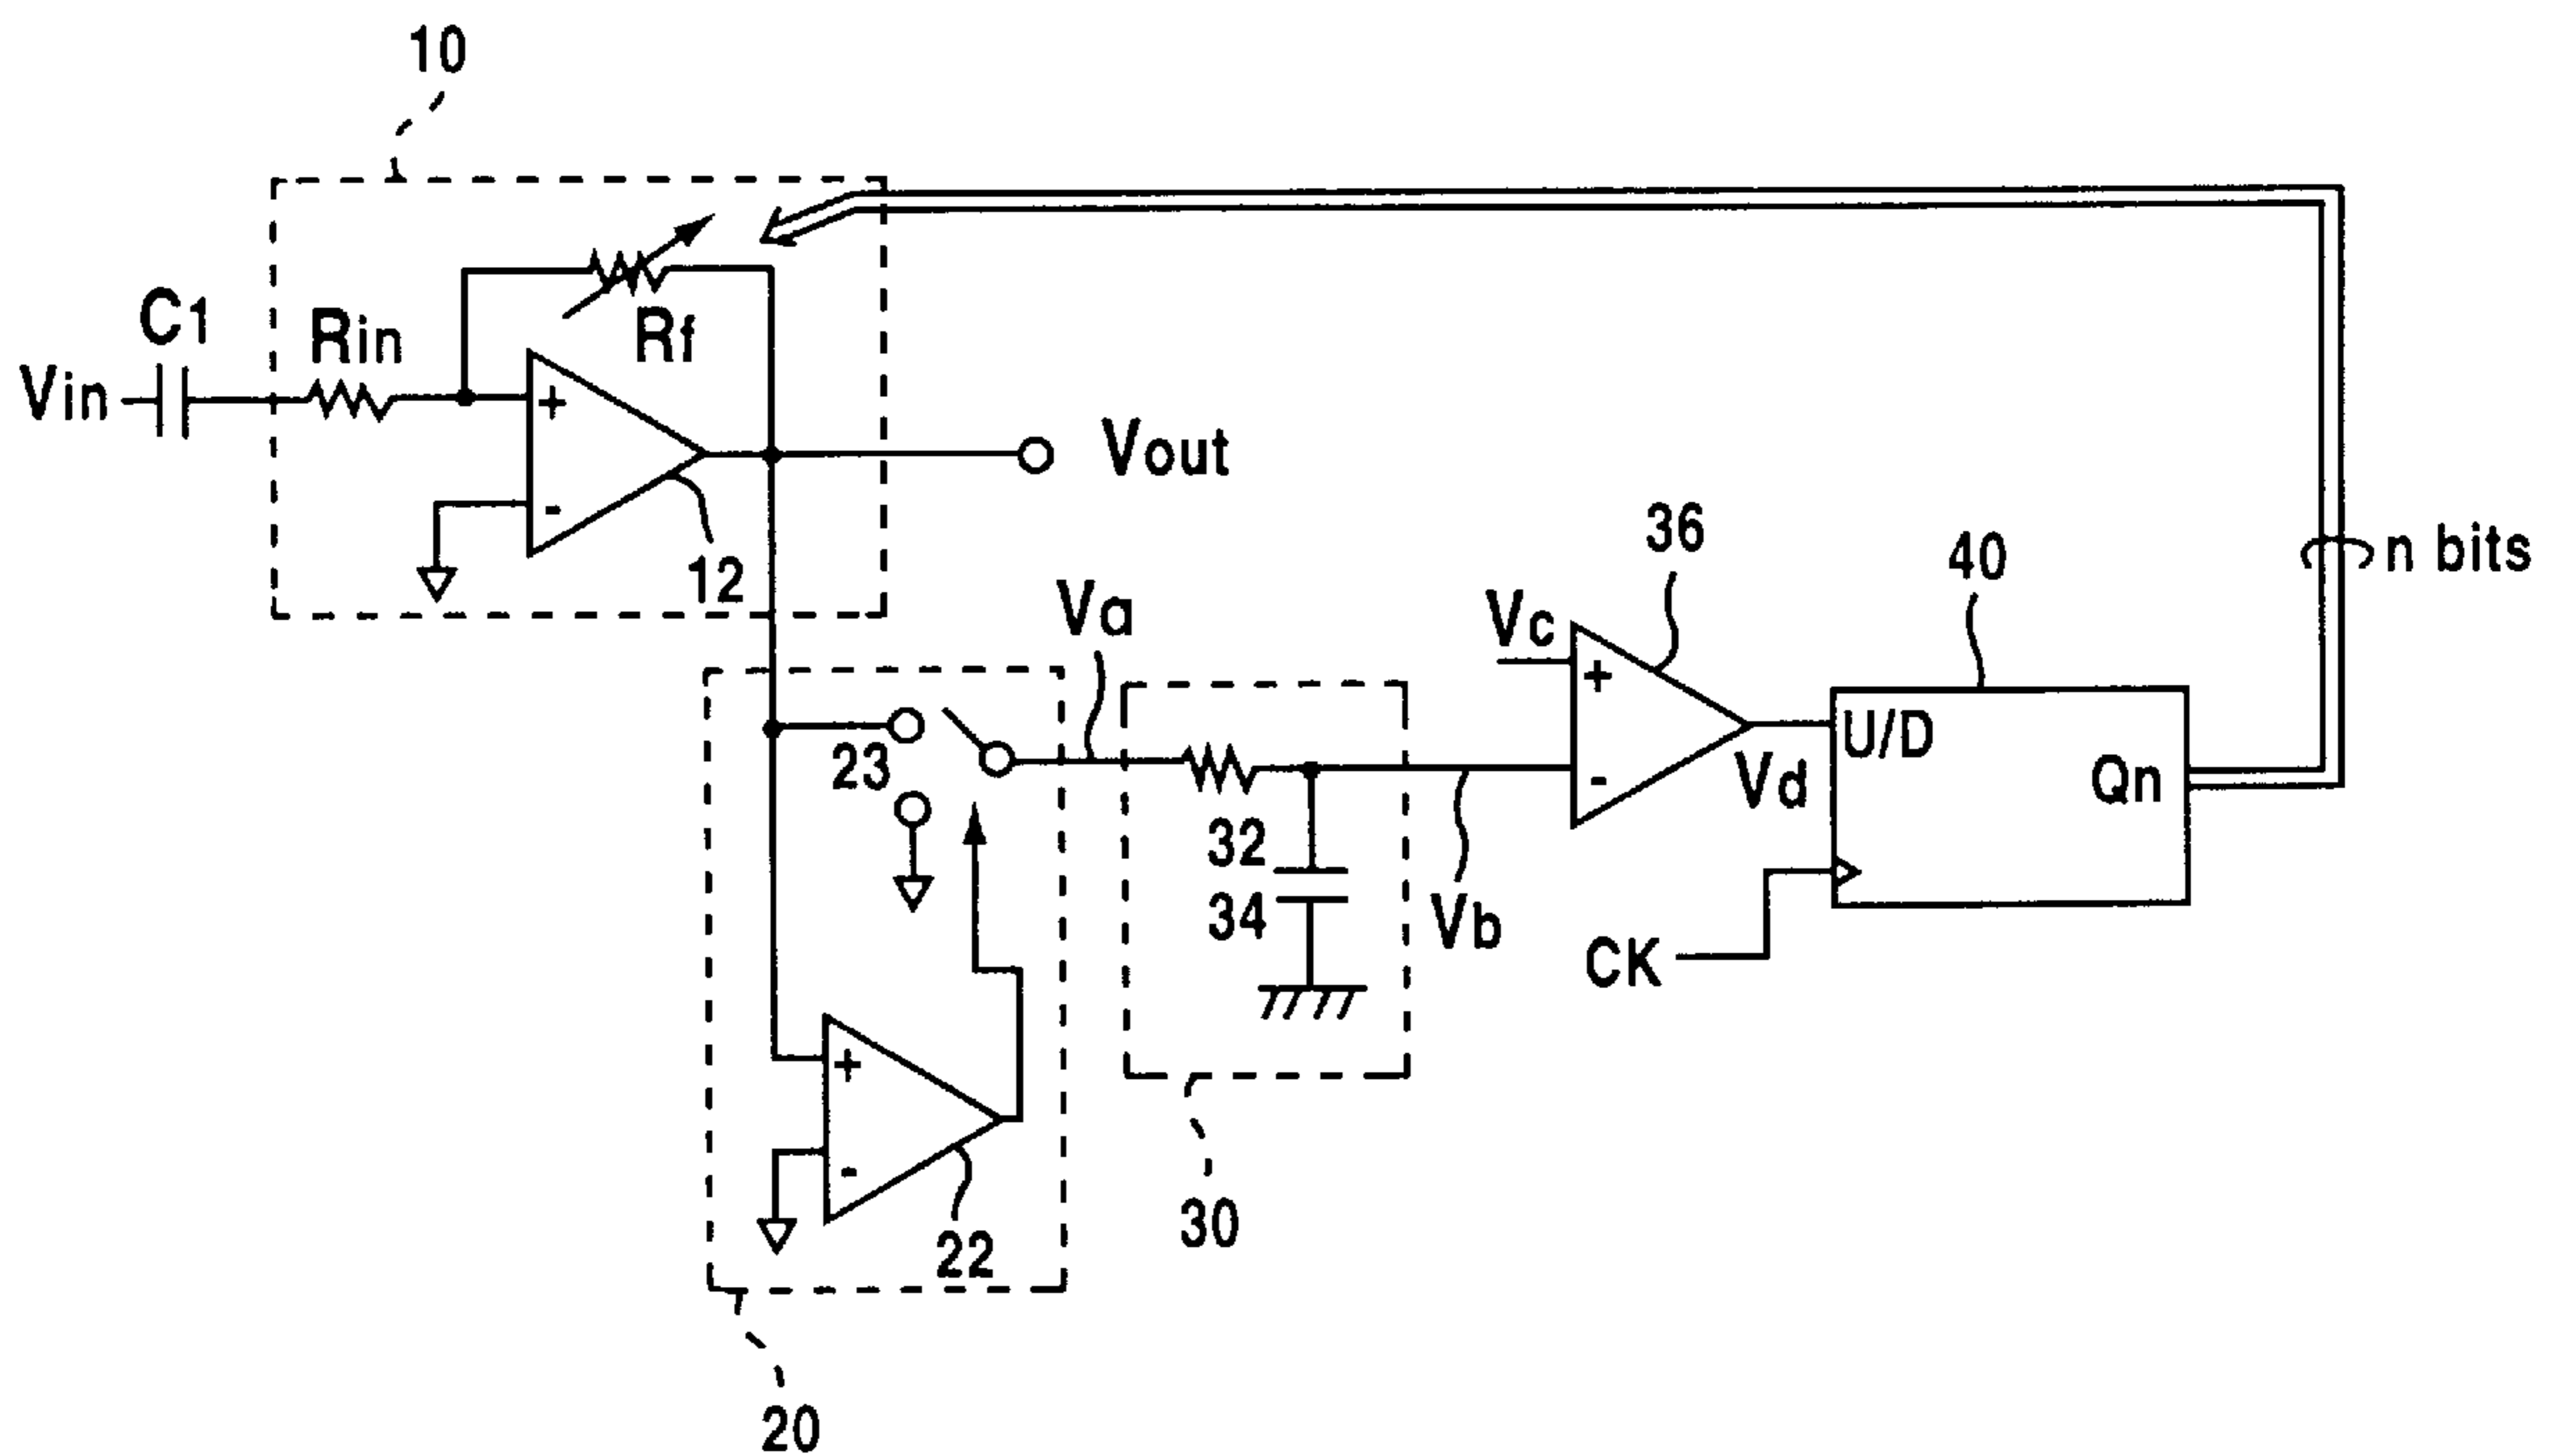 10
C1
Rin
Rf
Vin
+
-
12
Vout
36
40
n bits
Va
Vc
+
-
Vd
U/D
Qn
23
32
34
Vb
CK
+
-
22
30
20